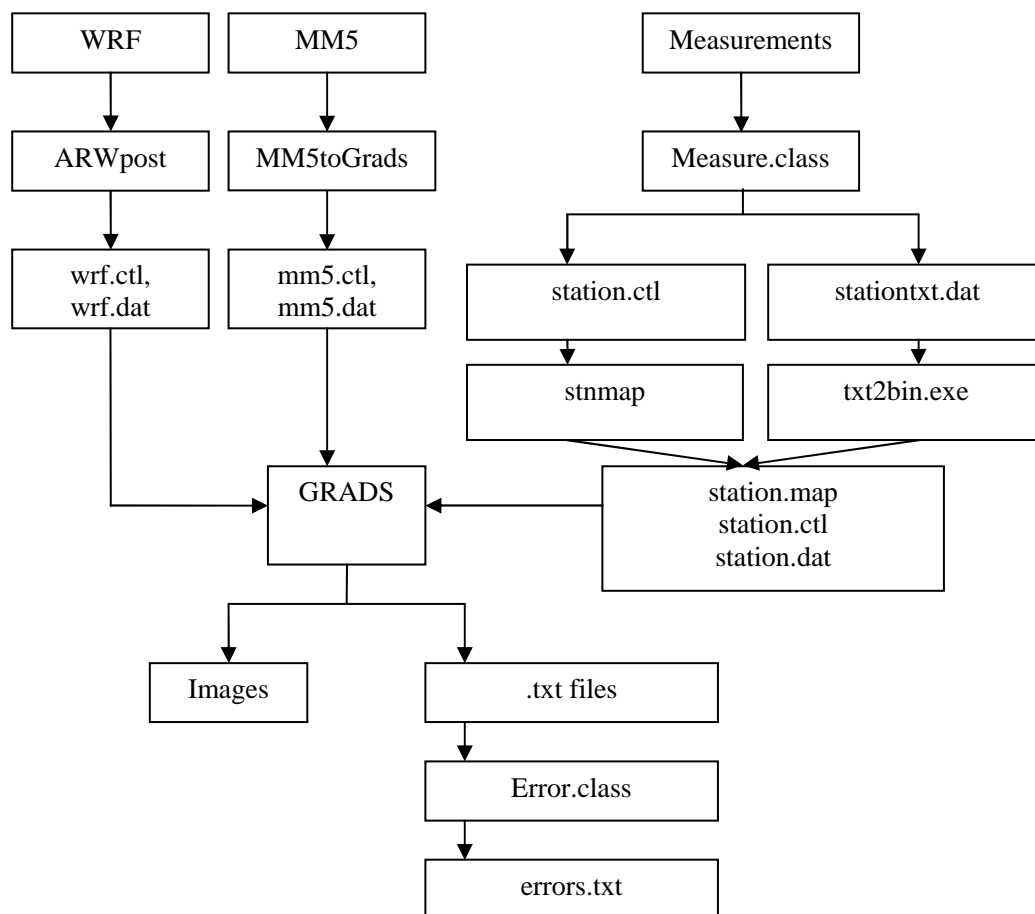 WRF
MM5
Measurements
ARWpost
MM5toGrads
Measure.class
wrf.ctl,
wrf.dat
mm5.ctl,
mm5.dat
station.ctl
stationtxt.dat
stnmap
txt2bin.exe
GRADS
station.map
station.ctl
station.dat
Images
.txt files
Error.class
errors.txt